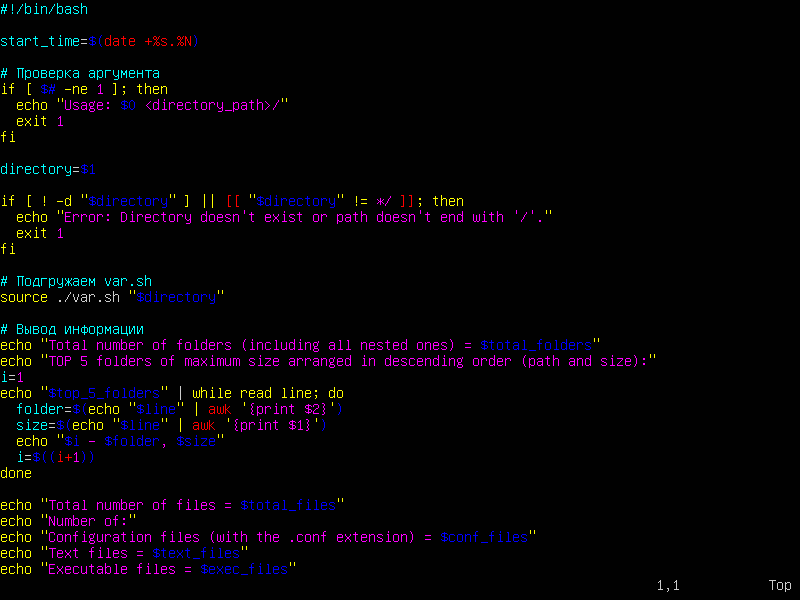 #!/bin/bash
start_time=$(date +%s.%N)
# Проверка аргумента
if [ $# -ne 1 ]; then
  echo "Usage: $0 <directory_path>/"
  exit 1
fi
directory=$1
if [ ! -d "$directory" ] || [[ "$directory" != */ ]]; then
  echo "Error: Directory doesn't exist or path doesn't end with '/'."
  exit 1
fi
# Подгружаем var.sh
source ./var.sh "$directory"
# Вывод информации
echo "Total number of folders (including all nested ones) = $total_folders"
echo "TOP 5 folders of maximum size arranged in descending order (path and size):"
i=1
echo "$top_5_folders" | while read line; do
  folder=$(echo "$line" | awk '{print $2}')
  size=$(echo "$line" | awk '{print $1}')
  echo "$i - $folder, $size"
  i=$((i+1))
done
echo "Total number of files = $total_files"
echo "Number of:"
echo "Configuration files (with the .conf extension) = $conf_files"
echo "Text files = $text_files"
echo "Executable files = $exec_files"
1,1 Top